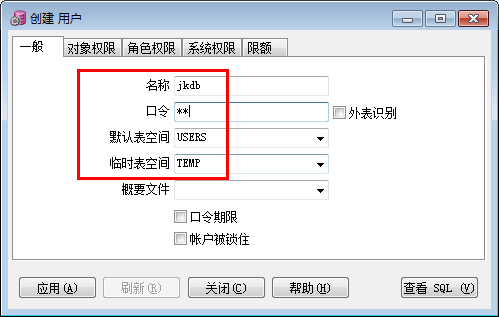 创建 用户
一般 对象权限 角色权限 系统权限 限额
名称 jkdb
口令 ** 外表识别
默认表空间 USERS
临时表空间 TEMP
概要文件
口令期限
帐户被锁住
应用(A) 刷新(R) 关闭(C) 帮助(H) 查看 SQL (V)